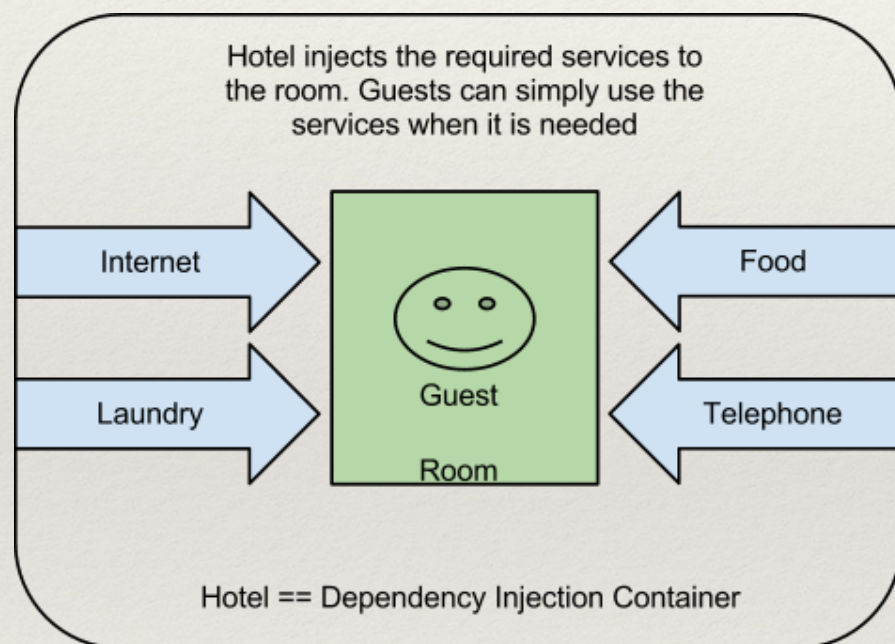 Hotel injects the required services to
the room. Guests can simply use the
services when it is needed
Internet
Food
Laundry
Guest
Telephone
Room
Hotel == Dependency Injection Container